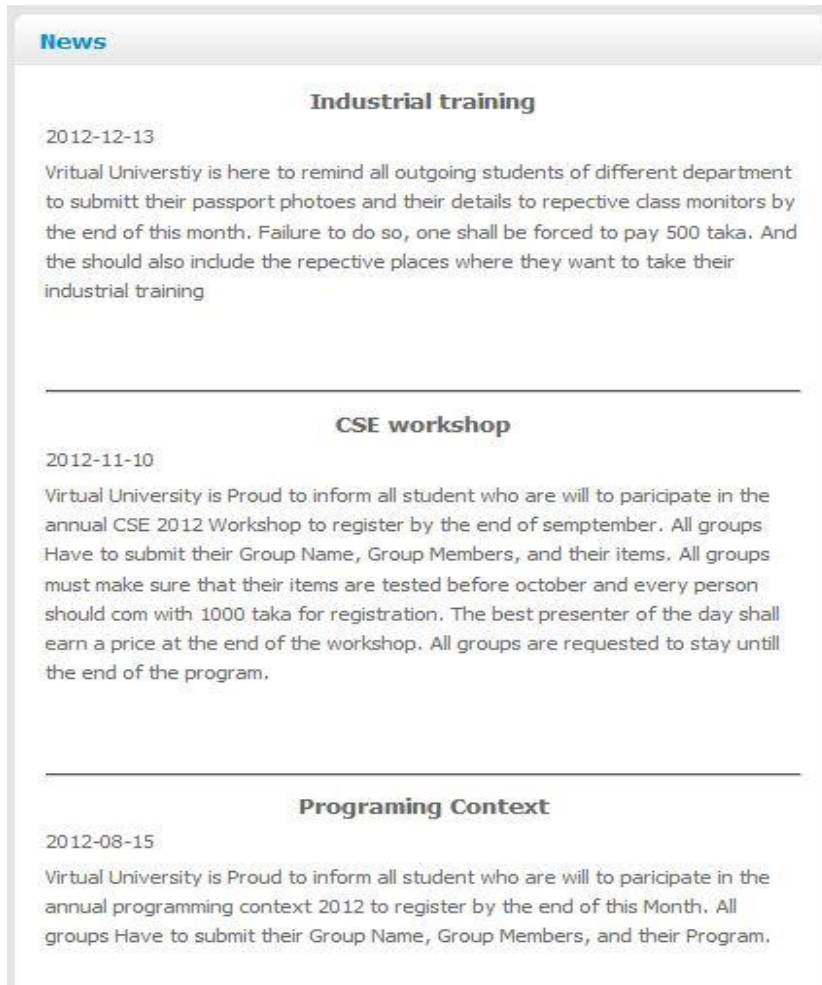 News
Industrial training
2012-12-13
Vritual Universtiy is here to remind all outgoing students of different department
to submitt their passport photoes and their details to repective class monitors by
the end of this month. Failure to do so, one shall be forced to pay 500 taka. And
the should also include the repective places where they want to take their
industrial training
CSE workshop
2012-11-10
Virtual University is Proud to inform all student who are will to paricipate in the
annual CSE 2012 Workshop to register by the end of semptember. All groups
Have to submit their Group Name, Group Members, and their items. All groups
must make sure that their items are tested before october and every person
should com with 1000 taka for registration. The best presenter of the day shall
earn a price at the end of the workshop. All groups are requested to stay untill
the end of the program.
Programing Context
2012-08-15
Virtual University is Proud to inform all student who are will to paricipate in the
annual programming context 2012 to register by the end of this Month. All
groups Have to submit their Group Name, Group Members, and their Program.